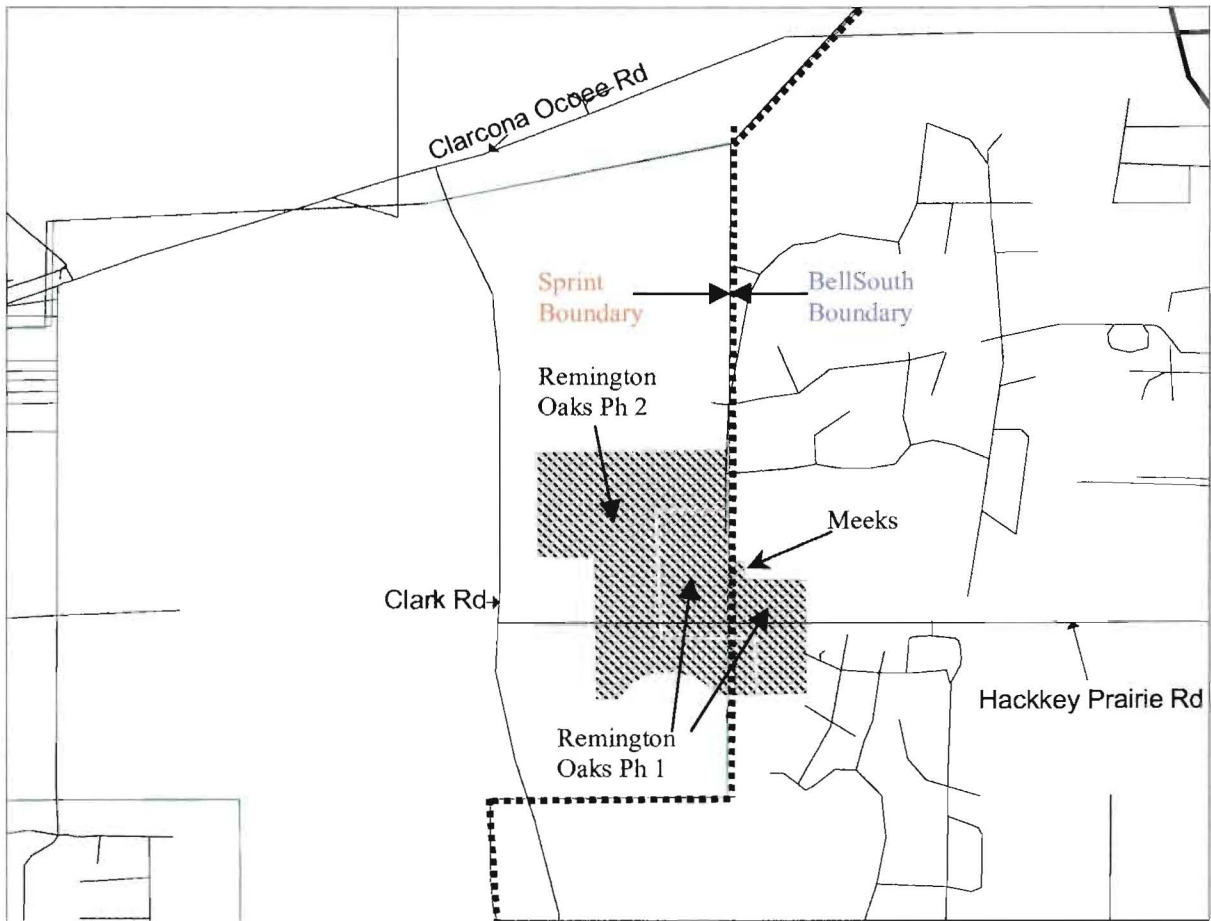 Clarcona Ocoee Rd
Sprint
Boundary
BellSouth
Boundary
Remington
Oaks Ph 2
Meeks
Clark Rd
Hackkey Prairie Rd
Remington
Oaks Ph 1